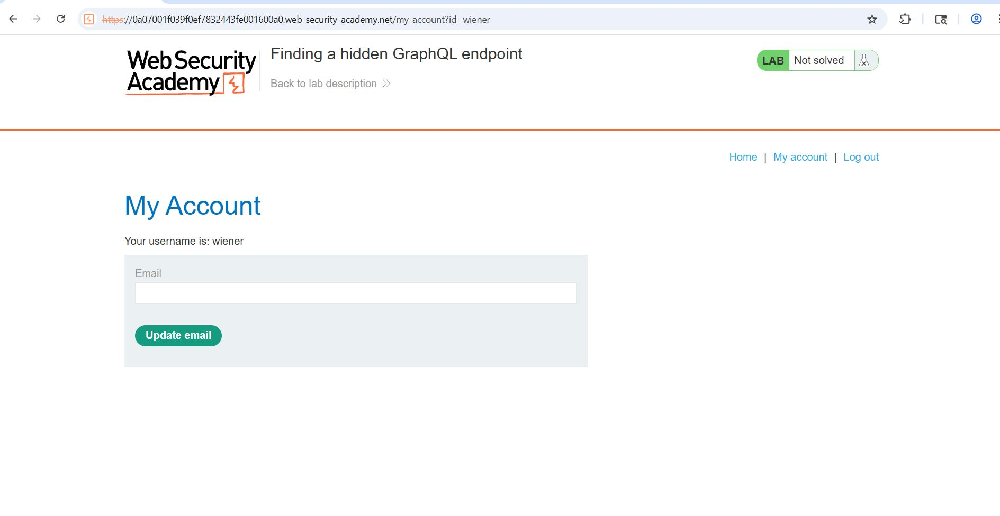 https://0a07001f039f0ef7832443fe001600a0.web-security-academy.net/my-account?id=wiener
Web Security
Academy
Finding a hidden GraphQL endpoint
Back to lab description
LAB Not solved
Home | My account | Log out
My Account
Your username is: wiener
Email
Update email